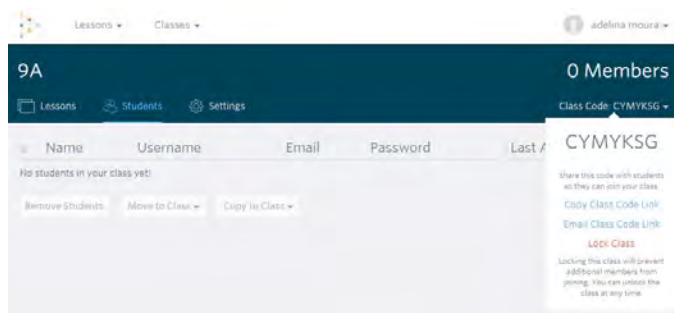 Lessons Classes adelina moura
9A 0 Members
Lessons Students Settings Class Code: CYMYKSG
Name Username Email Password Last A
No students in your class yet!
Remove Students Move to Class Copy to Class
CYMYKSG
Share this code with students
so they can join your class.
Copy Class Code Link
Email Class Code Link
Lock Class
Locking this class will prevent
additional members from
joining. You can unlock the
class at any time.